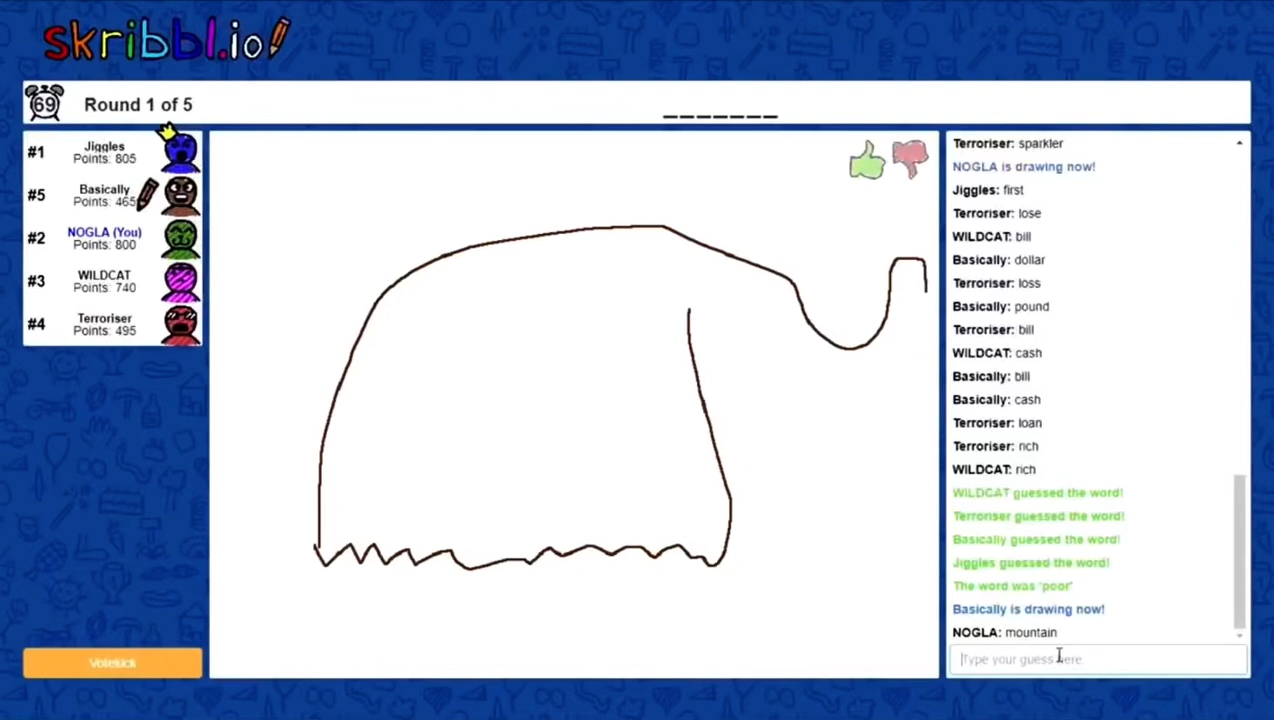 skribbl.io
69
Round 1 of 5
_______
#1
Jiggles
Points: 805
#5
Basically
Points: 465
#2
NOGLA (You)
Points: 800
#3
WILDCAT
Points: 740
#4
Terroriser
Points: 495
Votekick
Terroriser: sparkler
NOGLA is drawing now!
Jiggles: first
Terroriser: lose
WILDCAT: bill
Basically: dollar
Terroriser: loss
Basically: pound
Terroriser: bill
WILDCAT: cash
Basically: bill
Basically: cash
Terroriser: loan
Terroriser: rich
WILDCAT: rich
WILDCAT guessed the word!
Terroriser guessed the word!
Basically guessed the word!
Jiggles guessed the word!
The word was 'poor'
Basically is drawing now!
NOGLA: mountain
Type your guess here